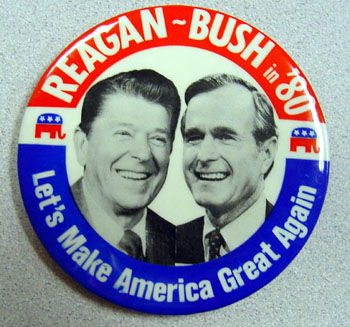 REAGAN~BUSH in '80
Let's Make America Great Again